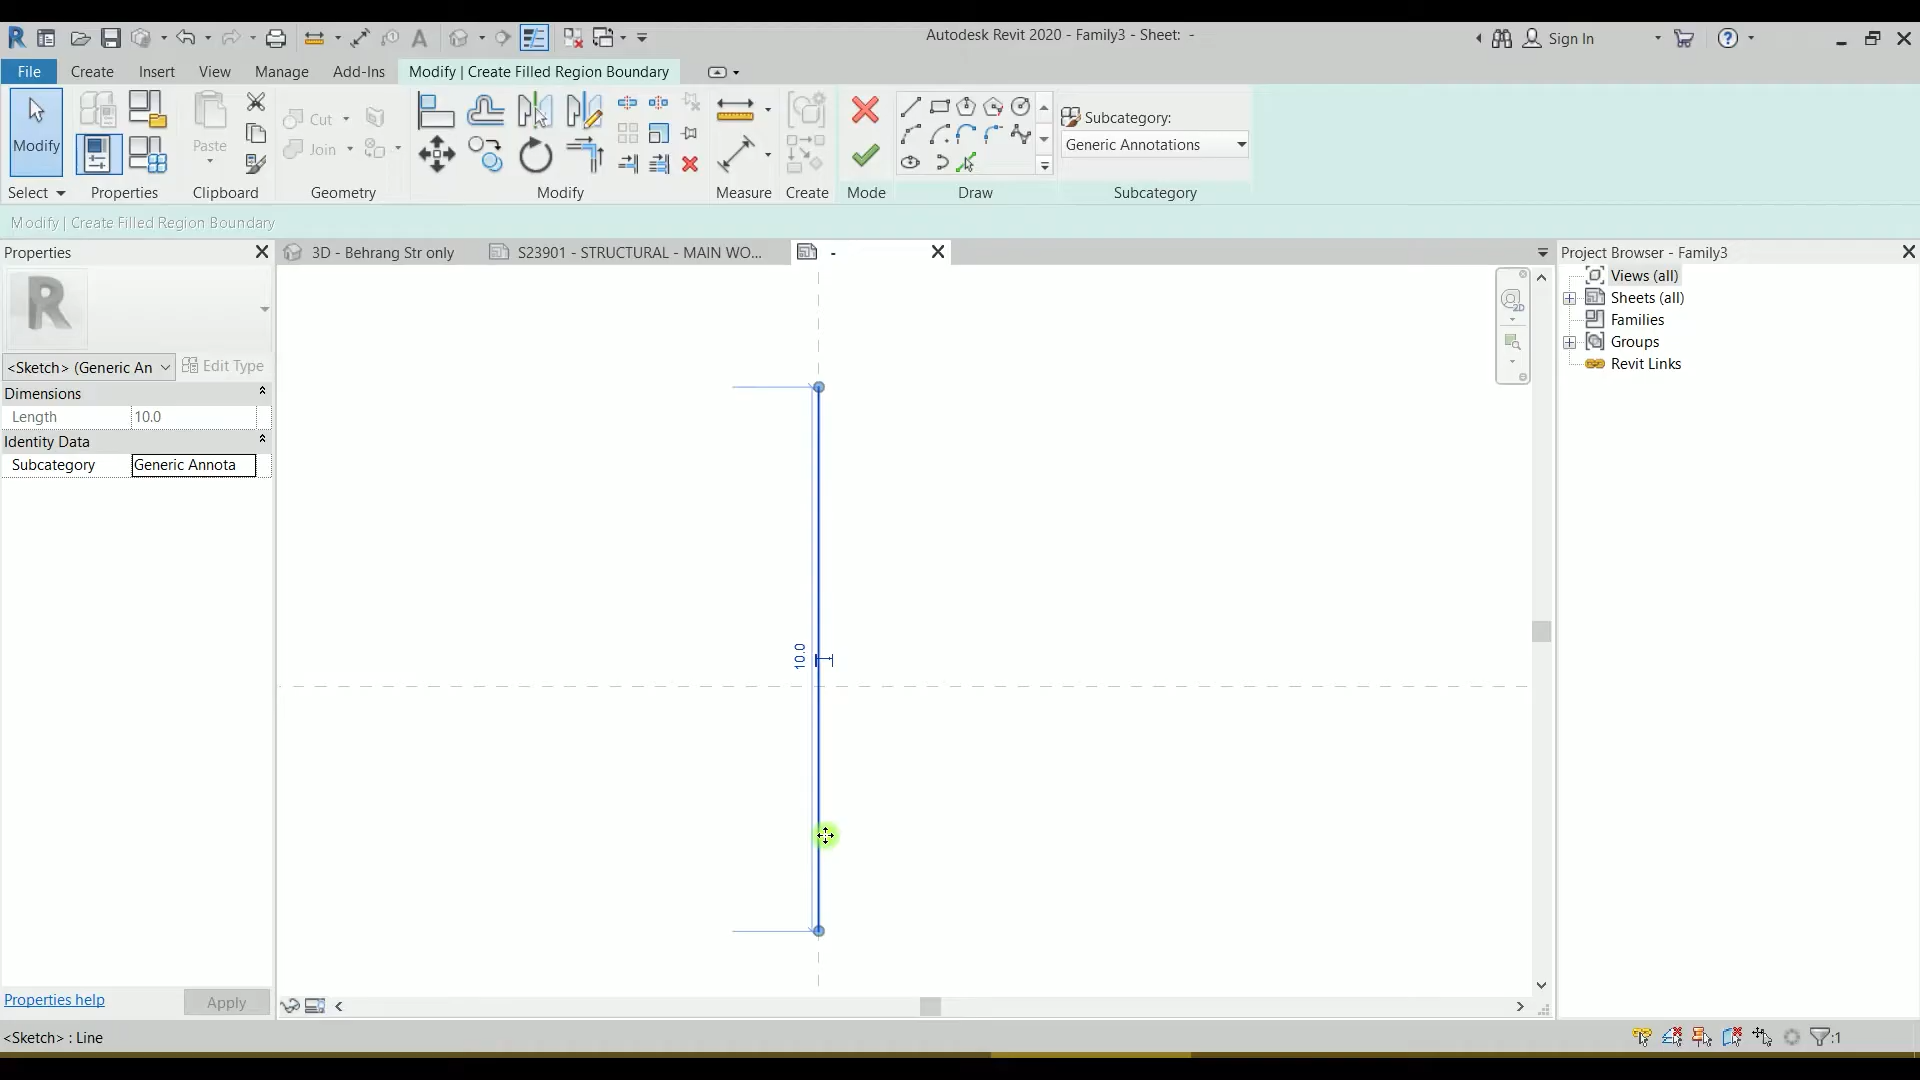 Autodesk Revit 2020 - Family3 - Sheet: -
Sign In
File
Create
Insert
View
Manage
Add-Ins
Modify | Create Filled Region Boundary
Modify
Paste
Cut
Join
Subcategory:
Generic Annotations
Select
Properties
Clipboard
Geometry
Modify
Measure
Create
Mode
Draw
Subcategory
Modify | Create Filled Region Boundary
Properties
3D - Behrang Str only
S23901 - STRUCTURAL - MAIN WO...
-
Project Browser - Family3
R
Views (all)
Sheets (all)
Families
Groups
Revit Links
2D
<Sketch> (Generic An
Edit Type
Dimensions
Length
10.0
Identity Data
Subcategory
Generic Annota
10.0
Properties help
Apply
<Sketch> : Line
:1